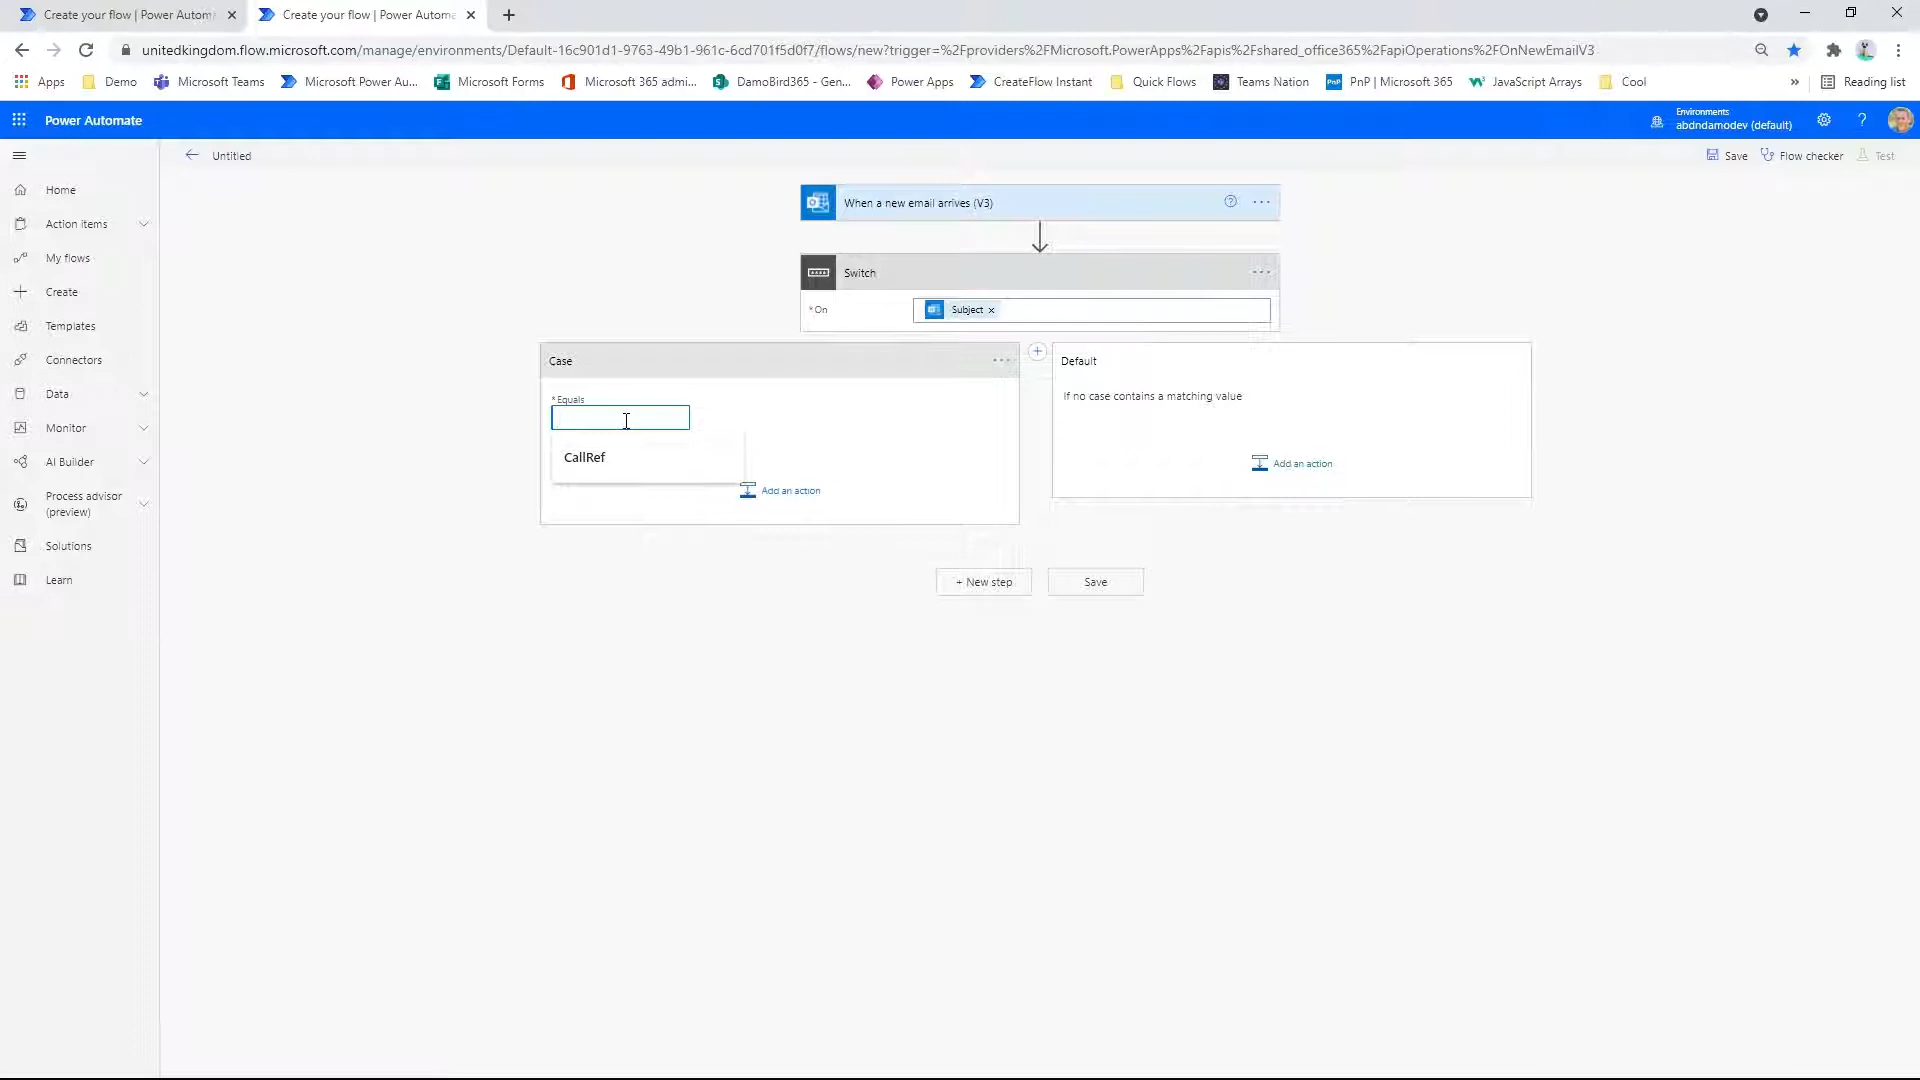 Create your flow | Power Autom
Create your flow | Power Automa
unitedkingdom.flow.microsoft.com/manage/environments/Default-16c901d1-9763-49b1-961c-6cd701f5d0f7/flows/new?trigger=%2Fproviders%2FMicrosoft.PowerApps%2Fapis%2Fshared_office365%2FapiOperations%2FOnNewEmailV3
Apps Demo Microsoft Teams Microsoft Power Au... Microsoft Forms Microsoft 365 admi... DamoBird365 - Gen... Power Apps CreateFlow Instant Quick Flows Teams Nation PnP | Microsoft 365 JavaScript Arrays Cool » Reading list
Power Automate
Environments
abdndamodev (default)
Untitled
Save
Flow checker
Test
Home
Action items
My flows
Create
Templates
Connectors
Data
Monitor
AI Builder
Process advisor
(preview)
Solutions
Learn
When a new email arrives (V3)
Switch
*On
Subject ×
Case
*Equals
CallRef
Add an action
Default
If no case contains a matching value
Add an action
+ New step
Save